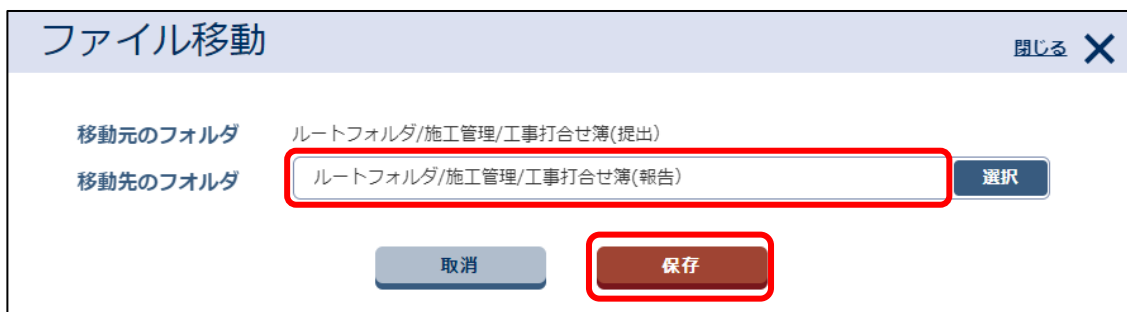 ファイル移動
閉じる
移動元のフォルダ ルートフォルダ/施工管理/工事打合せ簿(提出)
移動先のフオルダ ルートフォルダ/施工管理/工事打合せ簿(報告) 選択
取消 保存